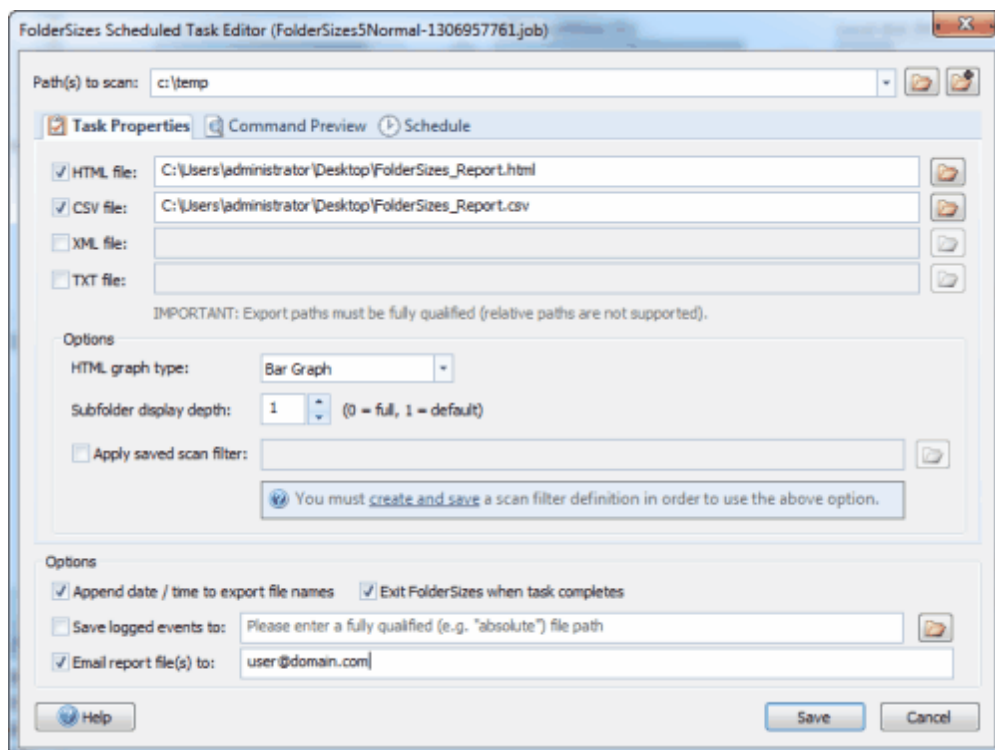 FolderSizes Scheduled Task Editor (FolderSizes5Normal-1306957761.job)
Path(s) to scan: c:\temp
Task Properties Command Preview Schedule
HTML file: C:\Users\administrator\Desktop\FolderSizes_Report.html
CSV file: C:\Users\administrator\Desktop\FolderSizes_Report.csv
XML file:
TXT file:
IMPORTANT: Export paths must be fully qualified (relative paths are not supported).
Options
HTML graph type: Bar Graph
Subfolder display depth: 1 (0 = full, 1 = default)
Apply saved scan filter:
You must create and save a scan filter definition in order to use the above option.
Options
Append date / time to export file names Exit FolderSizes when task completes
Save logged events to: Please enter a fully qualified (e.g. "absolute") file path
Email report file(s) to: user@domain.com
Help Save Cancel